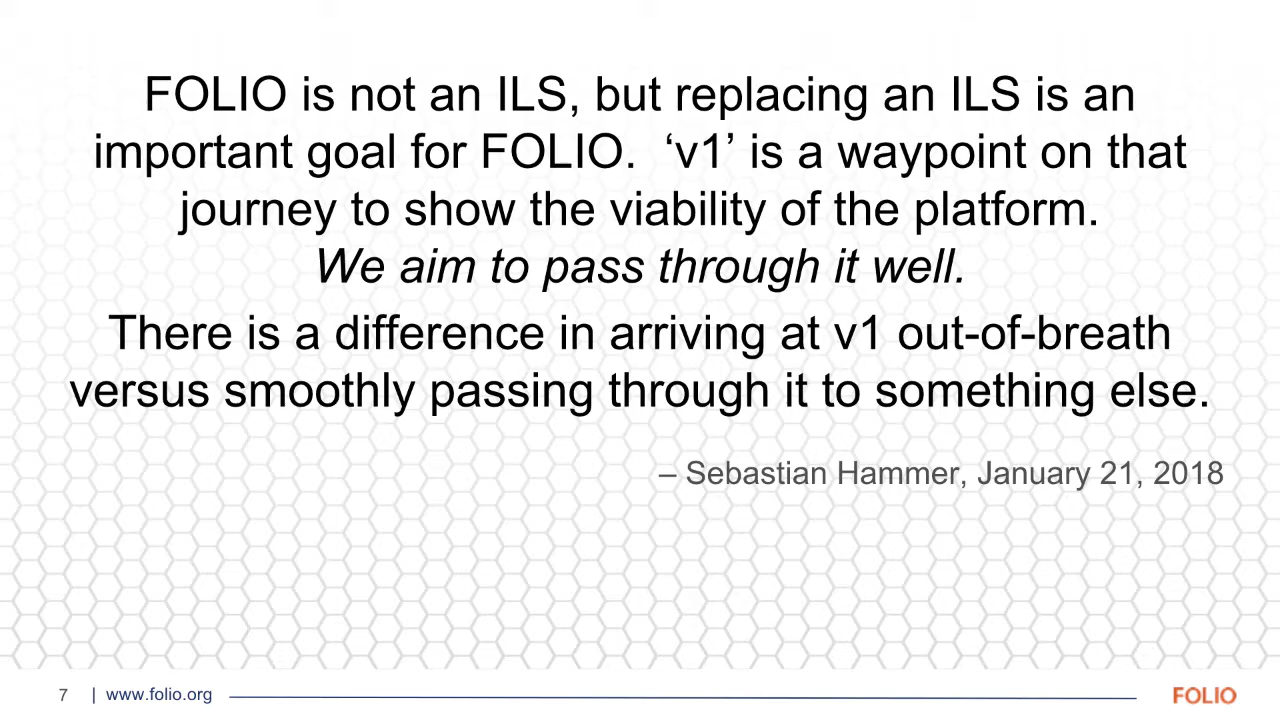 FOLIO is not an ILS, but replacing an ILS is an
important goal for FOLIO.  ‘v1’ is a waypoint on that
journey to show the viability of the platform.
We aim to pass through it well.
There is a difference in arriving at v1 out-of-breath
versus smoothly passing through it to something else.
– Sebastian Hammer, January 21, 2018
7 | www.folio.org
FOLIO